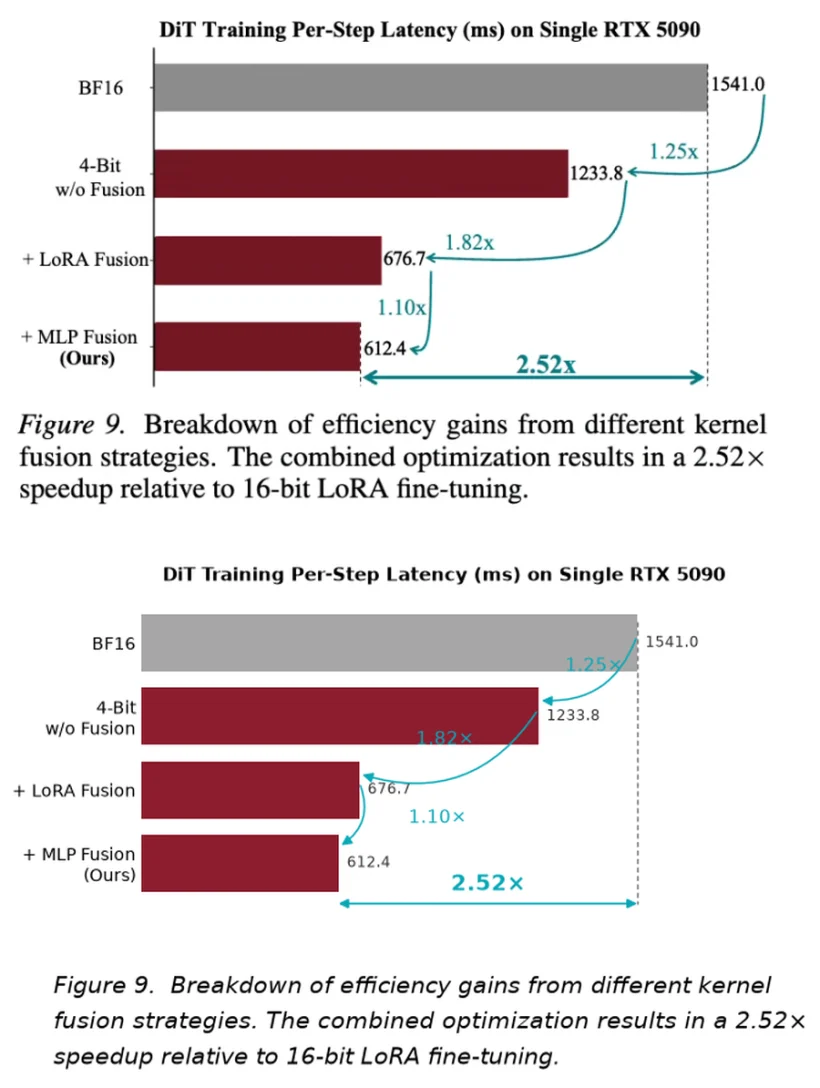 DiT Training Per-Step Latency (ms) on Single RTX 5090
BF16
1541.0
1.25x
4-Bit
w/o Fusion
1233.8
1.82x
+ LoRA Fusion
676.7
1.10x
+ MLP Fusion
(Ours)
612.4
2.52x
Figure 9. Breakdown of efficiency gains from different kernel
fusion strategies. The combined optimization results in a 2.52×
speedup relative to 16-bit LoRA fine-tuning.
DiT Training Per-Step Latency (ms) on Single RTX 5090
BF16
1541.0
1.25×
4-Bit
w/o Fusion
1233.8
1.82×
+ LoRA Fusion
676.7
1.10×
+ MLP Fusion
(Ours)
612.4
2.52×
Figure 9. Breakdown of efficiency gains from different kernel
fusion strategies. The combined optimization results in a 2.52×
speedup relative to 16-bit LoRA fine-tuning.